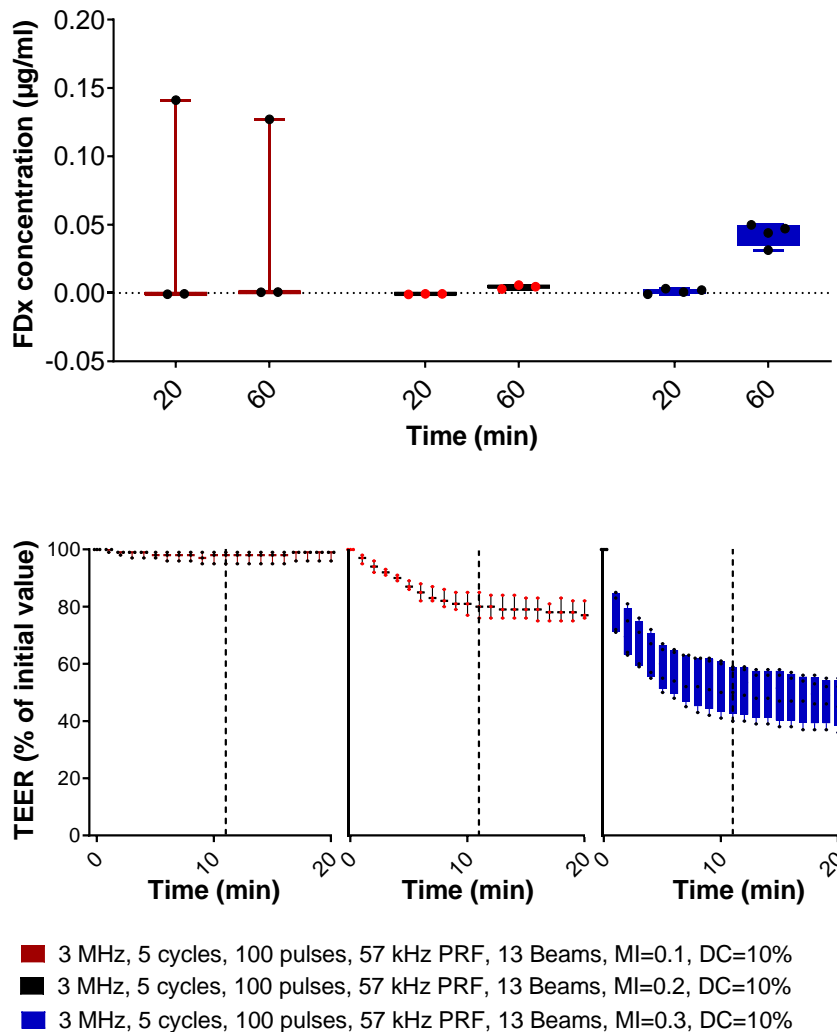 0.20
0.15
0.10
0.05
0.00
-0.05
FDx concentration (µg/ml)
20 60 20 60 20 60
Time (min)
100
80
60
40
20
0
TEER (% of initial value)
0 10 20 0 10 20 0 10 20
Time (min) Time (min) Time (min)
3 MHz, 5 cycles, 100 pulses, 57 kHz PRF, 13 Beams, MI=0.1, DC=10%
3 MHz, 5 cycles, 100 pulses, 57 kHz PRF, 13 Beams, MI=0.2, DC=10%
3 MHz, 5 cycles, 100 pulses, 57 kHz PRF, 13 Beams, MI=0.3, DC=10%